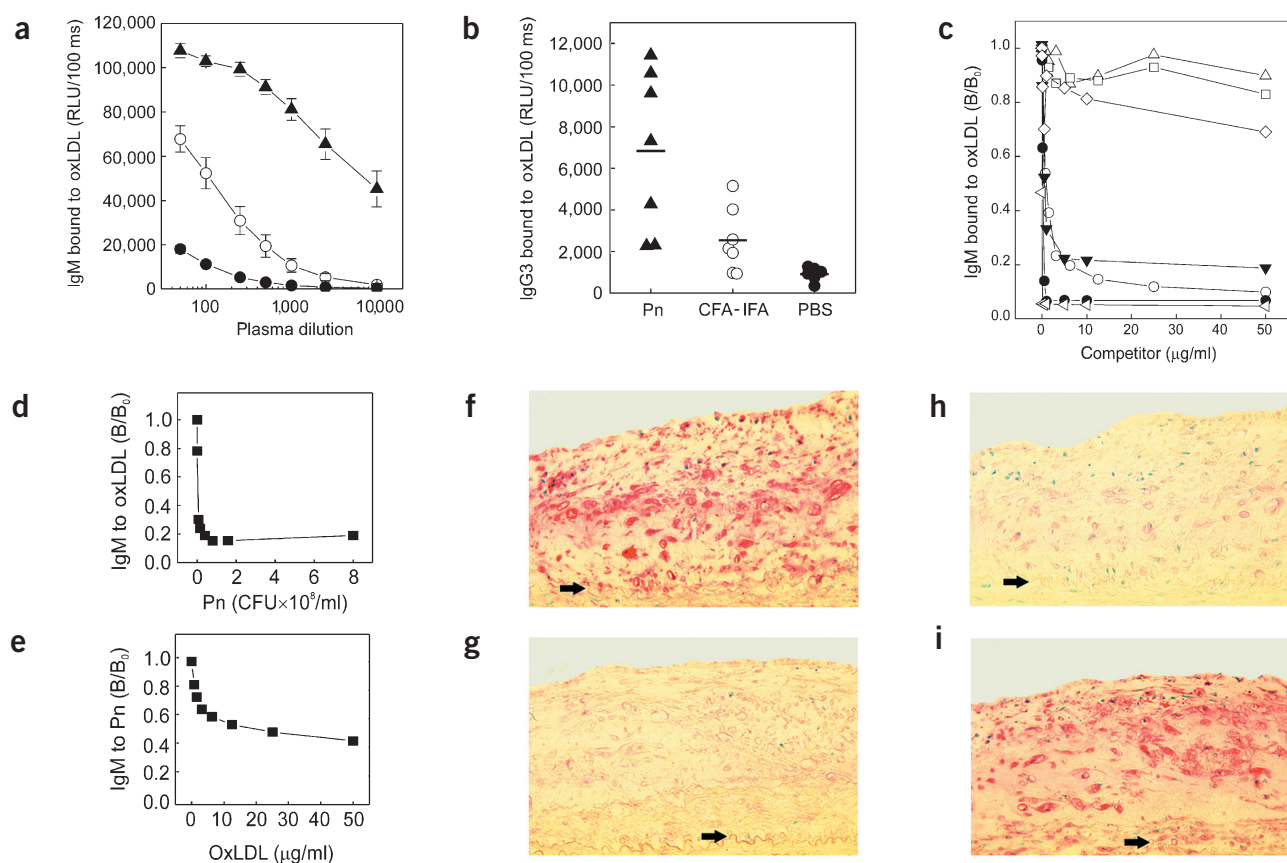 a
IgM bound to oxLDL (RLU/100 ms)
120,000
100,000
80,000
60,000
40,000
20,000
0
100 1,000 10,000
Plasma dilution
b
IgG3 bound to oxLDL (RLU/100 ms)
12,000
10,000
8,000
6,000
4,000
2,000
0
Pn CFA-IFA PBS
c
IgM bound to oxLDL (B/B₀)
1.0
0.8
0.6
0.4
0.2
0.0
0 10 20 30 40 50
Competitor (μg/ml)
d
IgM to oxLDL (B/B₀)
1.0
0.8
0.6
0.4
0.2
0.0
0 2 4 6 8
Pn (CFU×10⁸/ml)
e
IgM to Pn (B/B₀)
1.0
0.8
0.6
0.4
0.2
0.0
0 10 20 30 40 50
OxLDL (μg/ml)
f
g
h
i